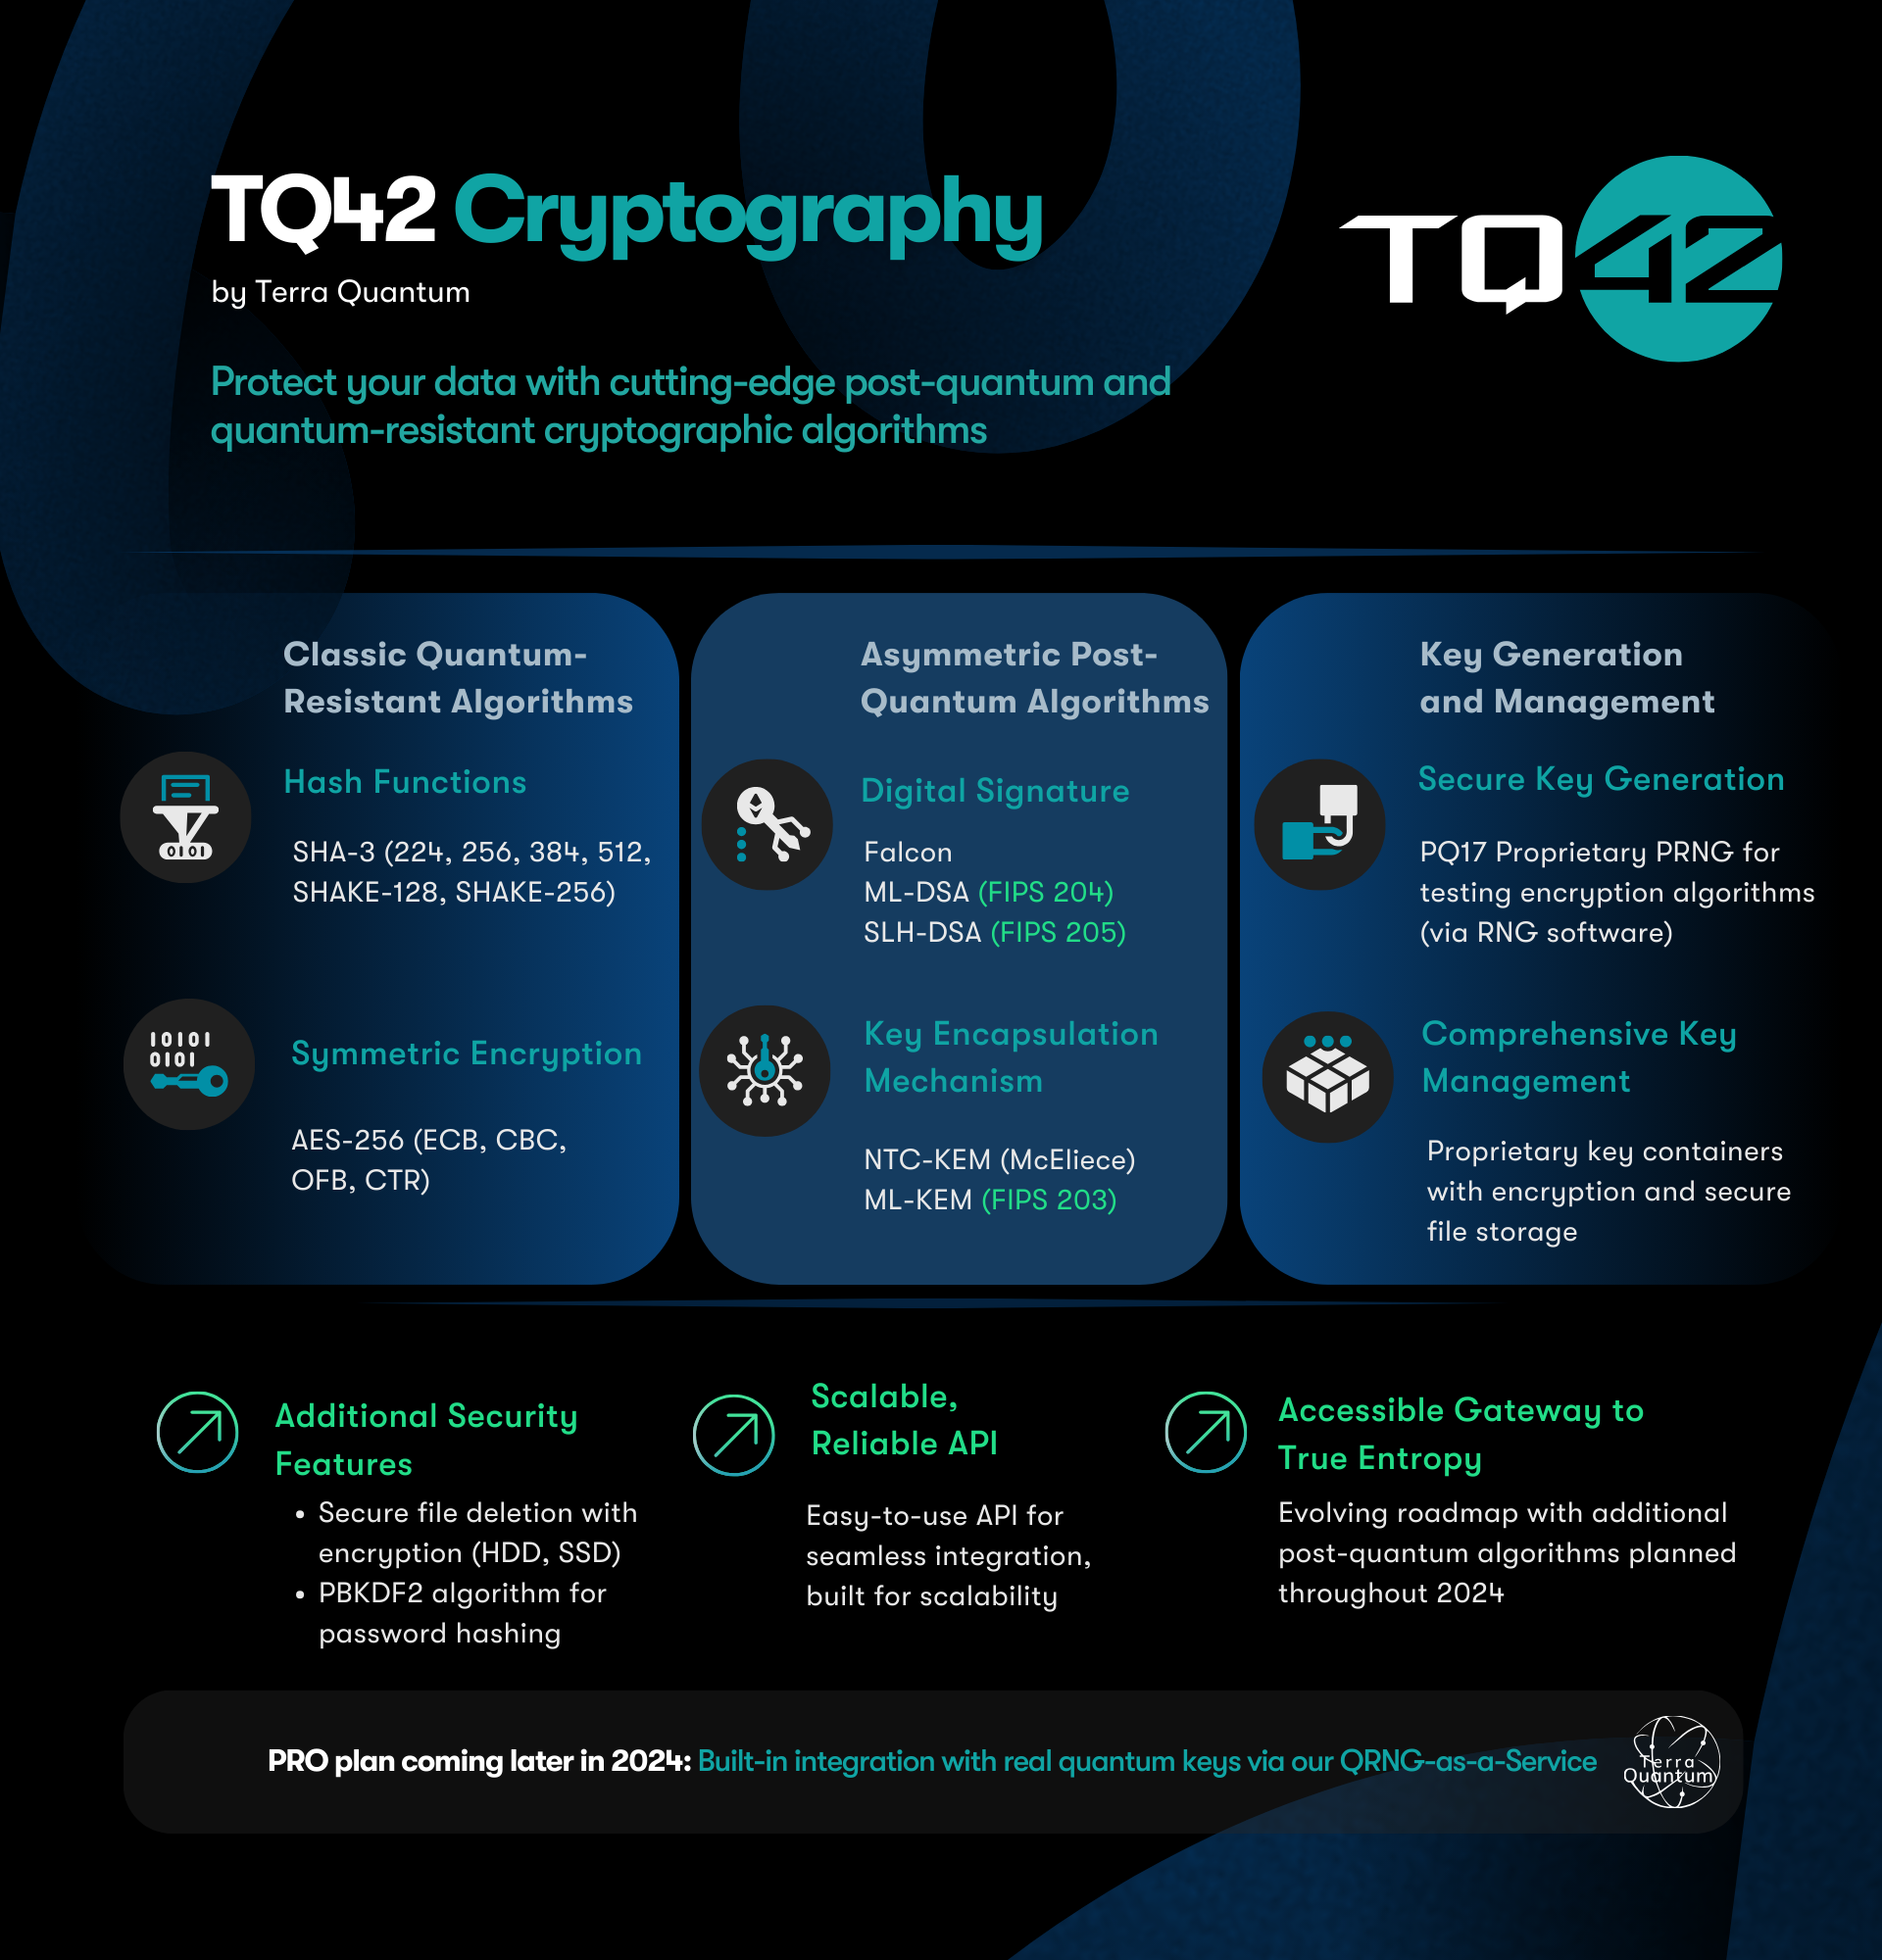 TQ42 Cryptography
by Terra Quantum
TQ42
Protect your data with cutting-edge post-quantum and
quantum-resistant cryptographic algorithms
Classic Quantum-
Resistant Algorithms
Hash Functions
SHA-3 (224, 256, 384, 512,
SHAKE-128, SHAKE-256)
10101
0101
Symmetric Encryption
AES-256 (ECB, CBC,
OFB, CTR)
Asymmetric Post-
Quantum Algorithms
Digital Signature
Falcon
ML-DSA (FIPS 204)
SLH-DSA (FIPS 205)
Key Encapsulation
Mechanism
NTC-KEM (McEliece)
ML-KEM (FIPS 203)
Key Generation
and Management
Secure Key Generation
PQ17 Proprietary PRNG for
testing encryption algorithms
(via RNG software)
Comprehensive Key
Management
Proprietary key containers
with encryption and secure
file storage
Additional Security
Features
• Secure file deletion with
encryption (HDD, SSD)
• PBKDF2 algorithm for
password hashing
Scalable,
Reliable API
Easy-to-use API for
seamless integration,
built for scalability
Accessible Gateway to
True Entropy
Evolving roadmap with additional
post-quantum algorithms planned
throughout 2024
PRO plan coming later in 2024: Built-in integration with real quantum keys via our QRNG-as-a-Service
Terra
Quantum